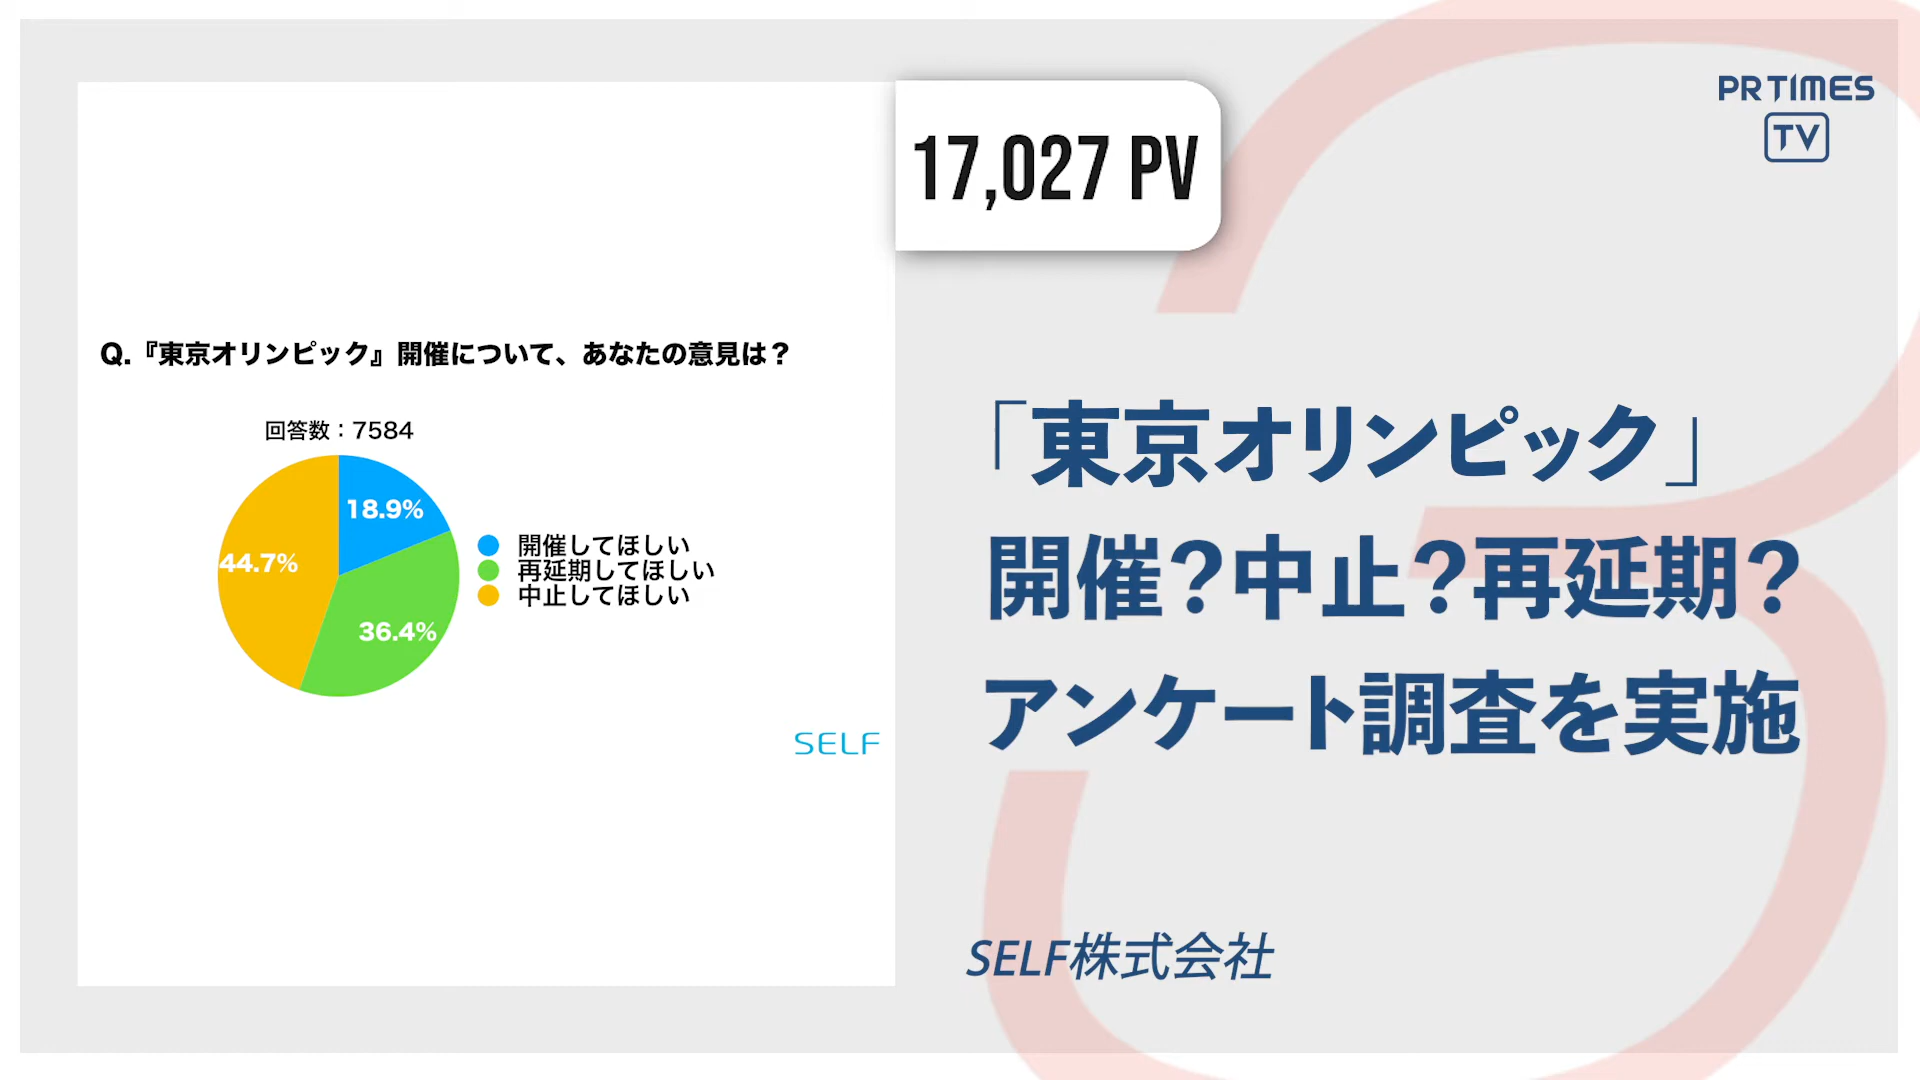 17,027 PV
PR TIMES
TV
Q.『東京オリンピック』開催について、あなたの意見は？
回答数：7584
18.9%
44.7%
36.4%
開催してほしい
再延期してほしい
中止してほしい
SELF
「東京オリンピック」
開催？中止？再延期？
アンケート調査を実施
SELF株式会社